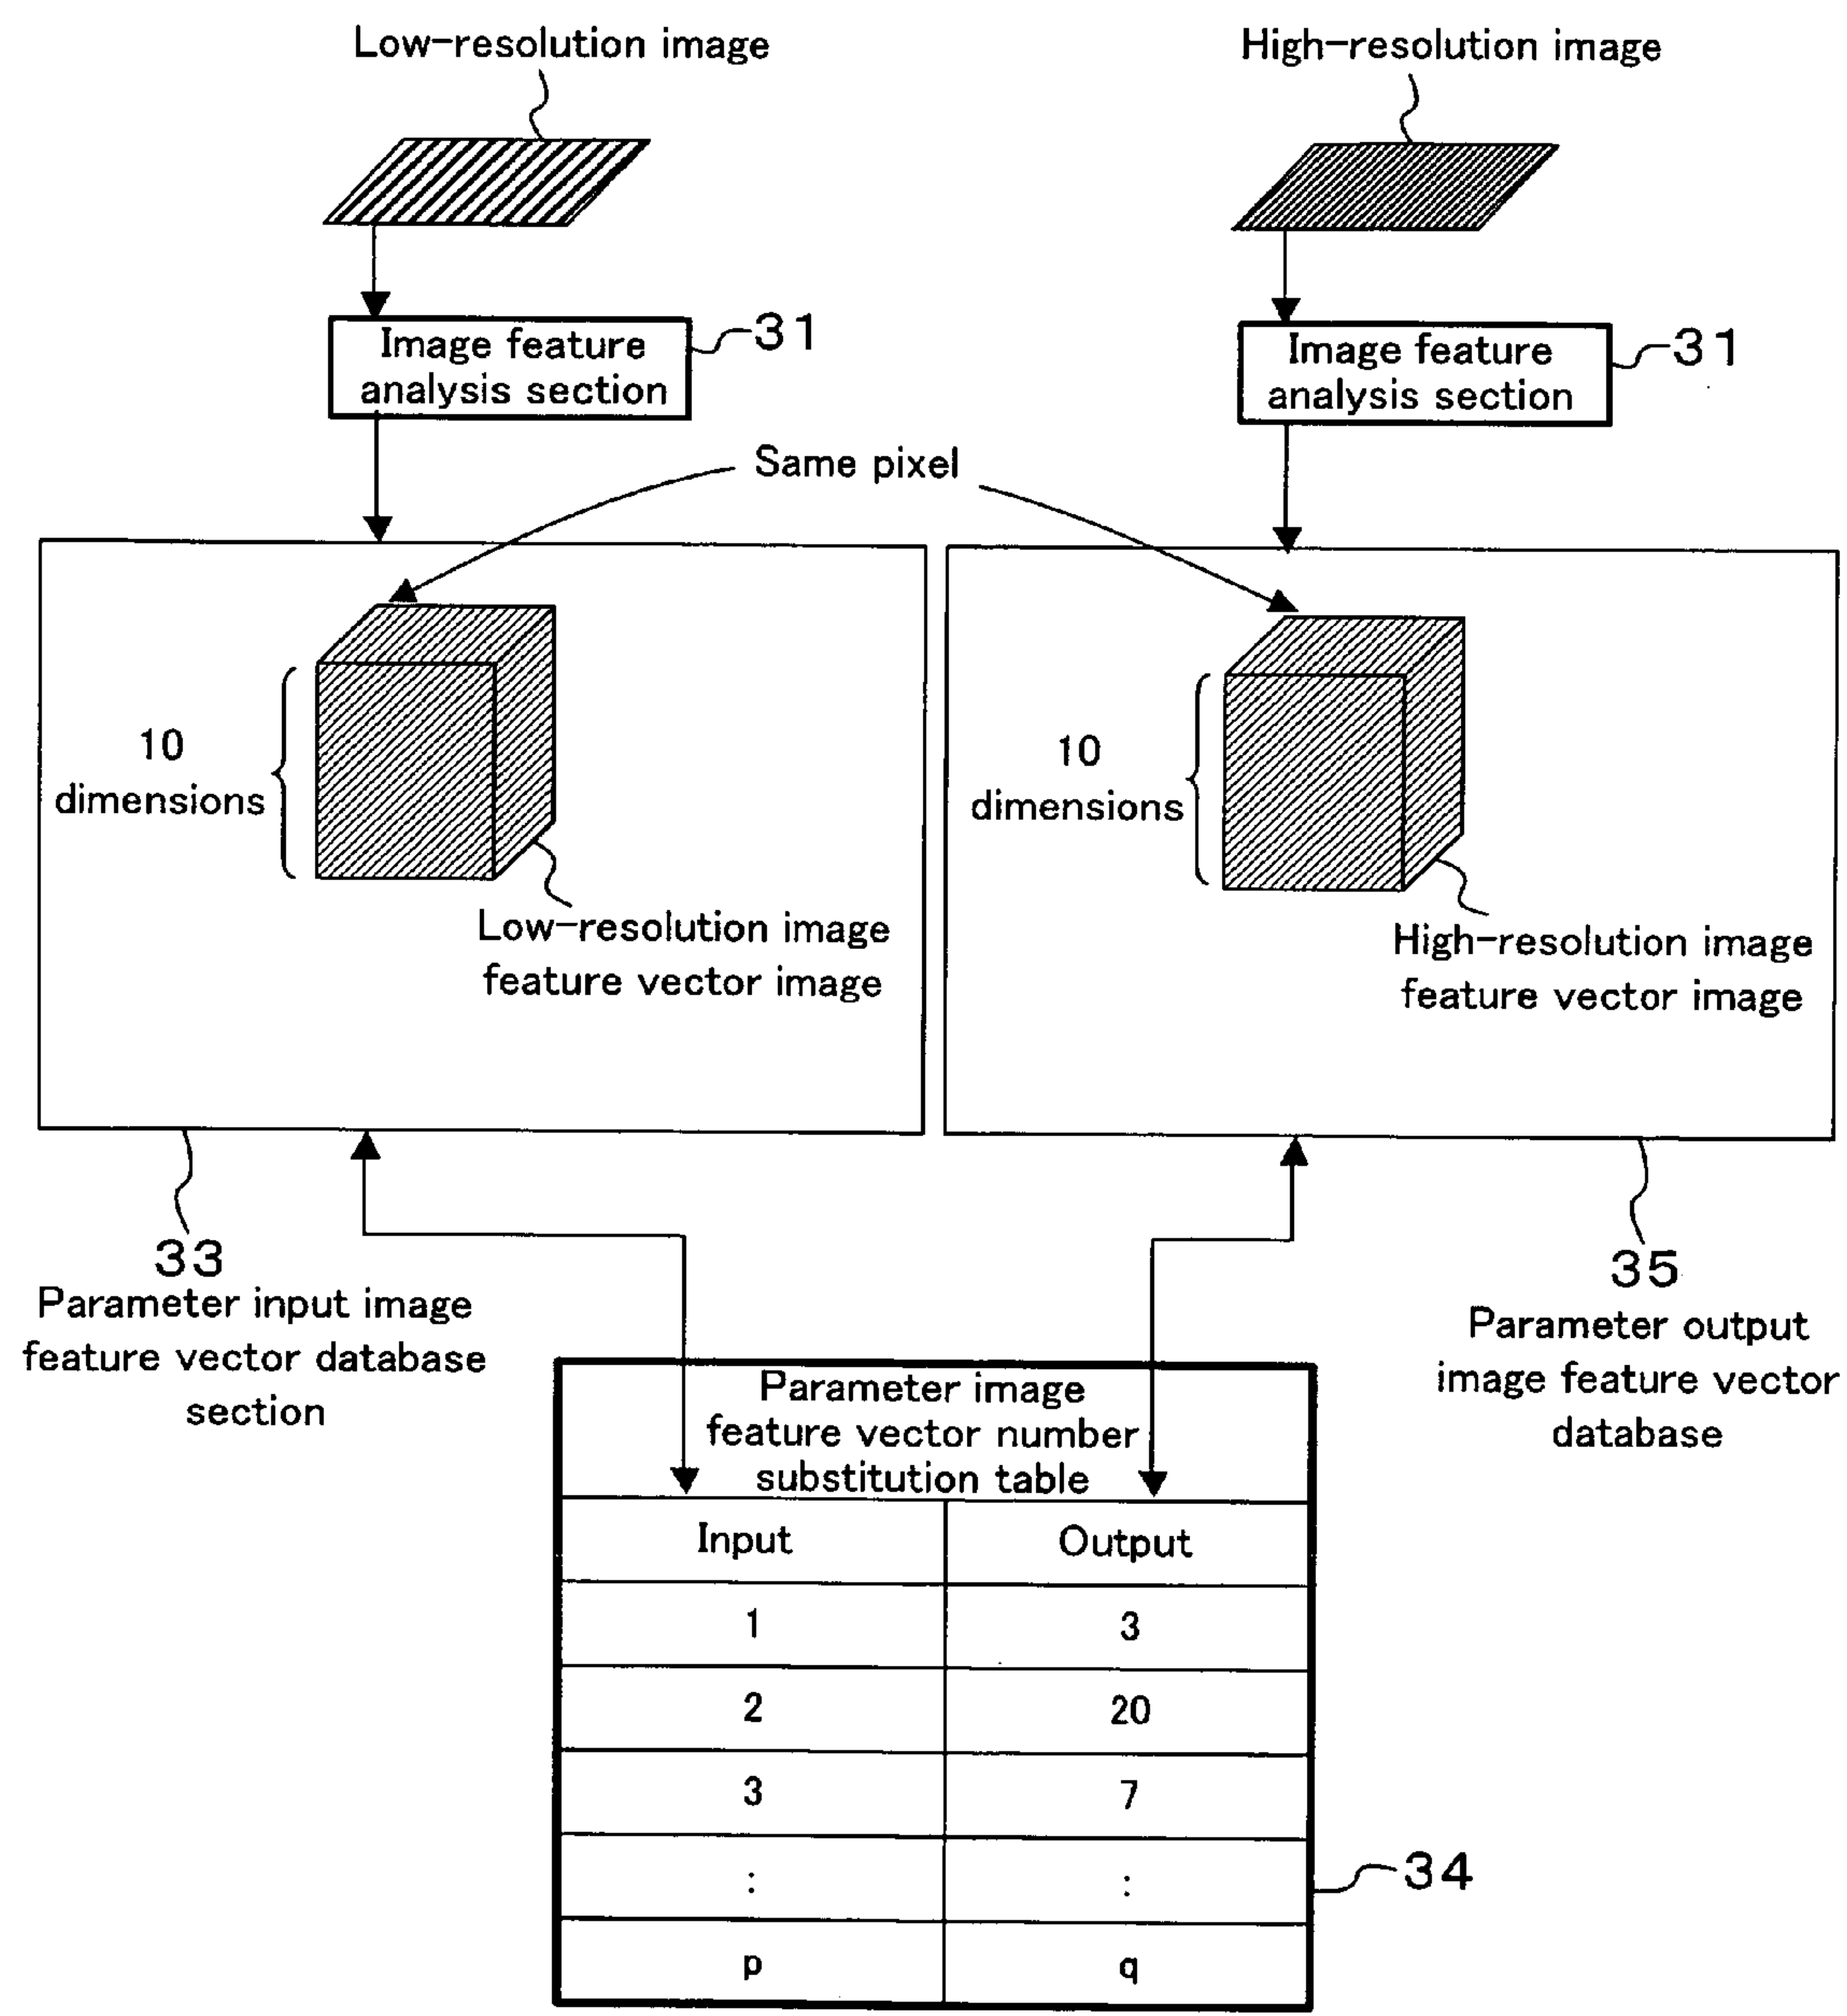 Low-resolution image
High-resolution image
Image feature
analysis section
31
Image feature
analysis section
31
Same pixel
10
dimensions
Low-resolution image
feature vector image
10
dimensions
High-resolution image
feature vector image
33
Parameter input image
feature vector database
section
35
Parameter output
image feature vector
database
Parameter image
feature vector number
substitution table
Input Output
1 3
2 20
3 7
: :
p q
34